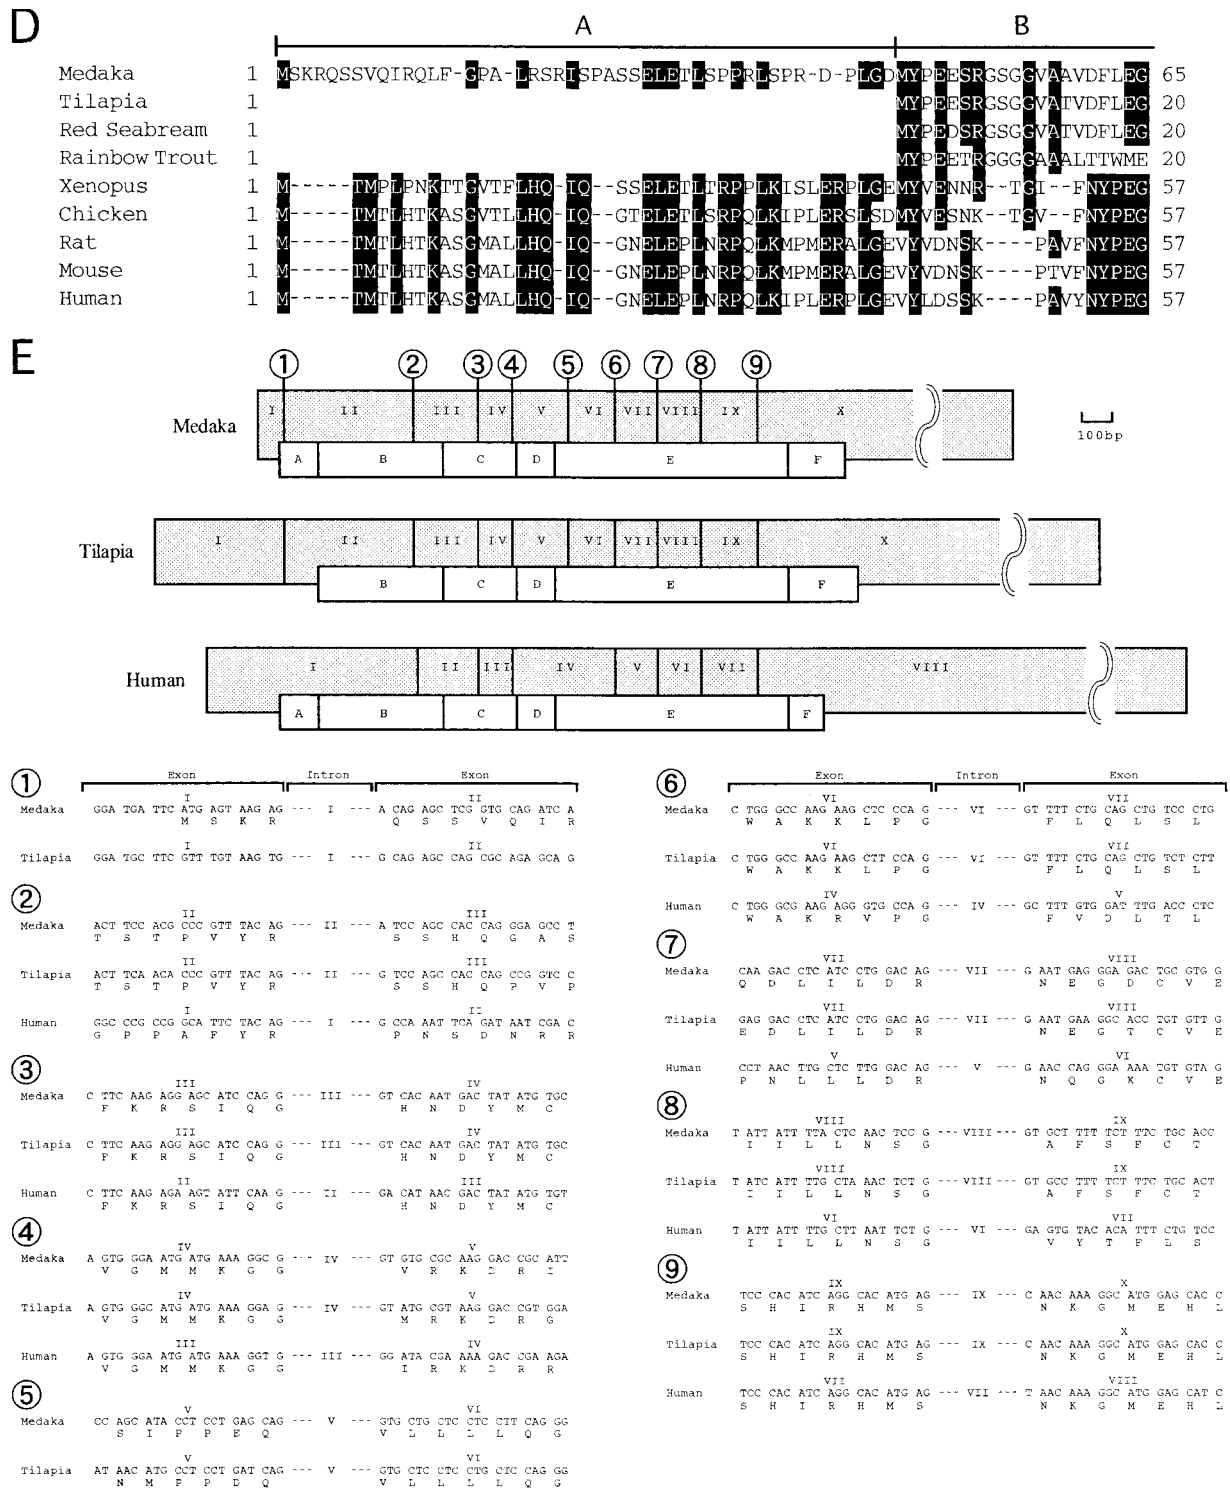 D
A B
Medaka 1 MSKRQSSVQIRQLF-GPA-LRSRISPASSELETLSPPRLSPR-D-PLGDMYPEESRGSGGVAAVDFLEG 65
Tilapia 1 MYPEESRGSGGVATVDFLEG 20
Red Seabream 1 MYPEDSRGSGGVATVDFLEG 20
Rainbow Trout 1 MYPEETRGGGGAAALTTWME 20
Xenopus 1 M-----TMPLPNKTTGVTFLHQ-IQ--SSELETLTRPPLKISLERPLGEMYVENNR--TGI--FNYPEG 57
Chicken 1 M-----TMTLHTKASGVTLLHQ-IQ--GTELETLSRPQLKIPLERSLSDMYVESNK--TGV--FNYPEG 57
Rat 1 M-----TMTLHTKASGMALLHQ-IQ--GNELEPLNRPQLKMPMERALGEVYVDNSK----PAVFNYPEG 57
Mouse 1 M-----TMTLHTKASGMALLHQ-IQ--GNELEPLNRPQLKMPMERALGEVYVDNSK----PTVFNYPEG 57
Human 1 M-----TMTLHTKASGMALLHQ-IQ--GNELEPLNRPQLKIPLERPLGEVYLDSSK----PAVYNYPEG 57
E
① ② ③ ④ ⑤ ⑥ ⑦ ⑧ ⑨
Medaka I II III IV V VI VII VIII IX X
A B C D E F
100bp
Tilapia I II III IV V VI VII VIII IX X
B C D E F
Human I II III IV V VI VII VIII
A B C D E F
①
Exon Intron Exon
I II
Medaka GGA TGA TTC ATG AGT AAG AG --- I --- A CAG AGC TCG GTG CAG ATC A
M S K R Q S S V Q I R
I II
Tilapia GGA TGC TTC GTT TGT AAG TG --- I --- G CAG AGC CAG CGC AGA GCA G
②
II III
Medaka ACT TCC ACG CCC GTT TAC AG --- II --- A TCC AGC CAC CAG GGA GCC T
T S T P V Y R S S H Q G A S
II III
Tilapia ACT TCA ACA CCC GTT TAC AG --- II --- G TCC AGC CAC CAG CCG GTC C
T S T P V Y R S S H Q P V P
I II
Human GGC CCG CCG GCA TTC TAC AG --- I --- G CCA AAT TCA GAT AAT CGA C
G P P A F Y R P N S D N R R
③
III IV
Medaka C TTC AAG AGG AGC ATC CAG G --- III --- GT CAC AAT GAC TAT ATG TGC
F K R S I Q G H N D Y M C
III IV
Tilapia C TTC AAG AGG AGC ATC CAG G --- III --- GT CAC AAT GAC TAT ATG TGC
F K R S I Q G H N D Y M C
II III
Human C TTC AAG AGA AGT ATT CAA G --- II --- GA CAT AAC GAC TAT ATG TGT
F K R S I Q G H N D Y M C
④
IV V
Medaka A GTG GGA ATG ATG AAA GGC G --- IV --- GT GTG CGC AAG GAC CGC ATT
V G M M K G G V R K D R I
IV V
Tilapia A GTG GGC ATG ATG AAA GGA G --- IV --- GT ATG CGT AAG GAC CGT GGA
V G M M K G G M R K D R G
III IV
Human A GTG GGA ATG ATG AAA GGT G --- III --- GG ATA CGA AAA GAC CGA AGA
V G M M K G G I R K D R R
⑤
V VI
Medaka CC AGC ATA CCT CCT GAG CAG --- V --- GTG CTG CTC CTC CTT CAG GG
S I P P E Q V L L L Q G
V VI
Tilapia AT AAC ATG CCT CCT GAT CAG --- V --- GTG CTC CTC CTG CTC CAG GG
N M P P D Q V L L L Q G
⑥
Exon Intron Exon
VI VII
Medaka C TGG GCC AAG AAG CTC CCA G --- VI --- GT TTT CTG CAG CTG TCC CTG
W A K K L P G F L Q L S L
VI VII
Tilapia C TGG GCC AAG AAG CTT CCA G --- VI --- GT TTT CTG CAG CTG TCT CTT
W A K K L P G F L Q L S L
IV V
Human C TGG GCG AAG AGG GTG CCA G --- IV --- GC TTT GTG GAT TTG ACC CTC
W A K R V P G F V D L T L
⑦
VII VIII
Medaka CAA GAC CTC ATC CTG GAC AG --- VII --- G AAT GAG GGA GAC TGC GTG G
Q D L I L D R N E G D C V E
VII VIII
Tilapia GAG GAC CTC ATC CTG GAC AG --- VII --- G AAT GAA GGC ACC TGT GTT G
E D L I L D R N E G T C V E
V VI
Human CCT AAC TTG CTC TTG GAC AG --- V --- G AAC CAG GGA AAA TGT GTA G
P N L L L D R N Q G K C V E
⑧
VIII IX
Medaka T ATT ATT TTA CTC AAC TCC G --- VIII --- GT GCT TTT TCT TTC TGC ACC
I I L L N S G A F S F C T
VIII IX
Tilapia T ATC ATT TTG CTA AAC TCT G --- VIII --- GT GCC TTT TCT TTC TGC ACT
I I L L N S G A F S F C T
VI VII
Human T ATT ATT TTG CTT AAT TCT G --- VI --- GA GTG TAC ACA TTT CTG TCC
I I L L N S G V Y T F L S
⑨
IX X
Medaka TCC CAC ATC AGG CAC ATG AG --- IX --- C AAC AAA GGC ATG GAG CAC C
S H I R H M S N K G M E H L
IX X
Tilapia TCC CAC ATC AGG CAC ATG AG --- IX --- C AAC AAA GGC ATG GAG CAC C
S H I R H M S N K G M E H L
VII VIII
Human TCC CAC ATC AGG CAC ATG AG --- VII --- T AAC AAA GGC ATG GAG CAT C
S H I R H M S N K G M E H L